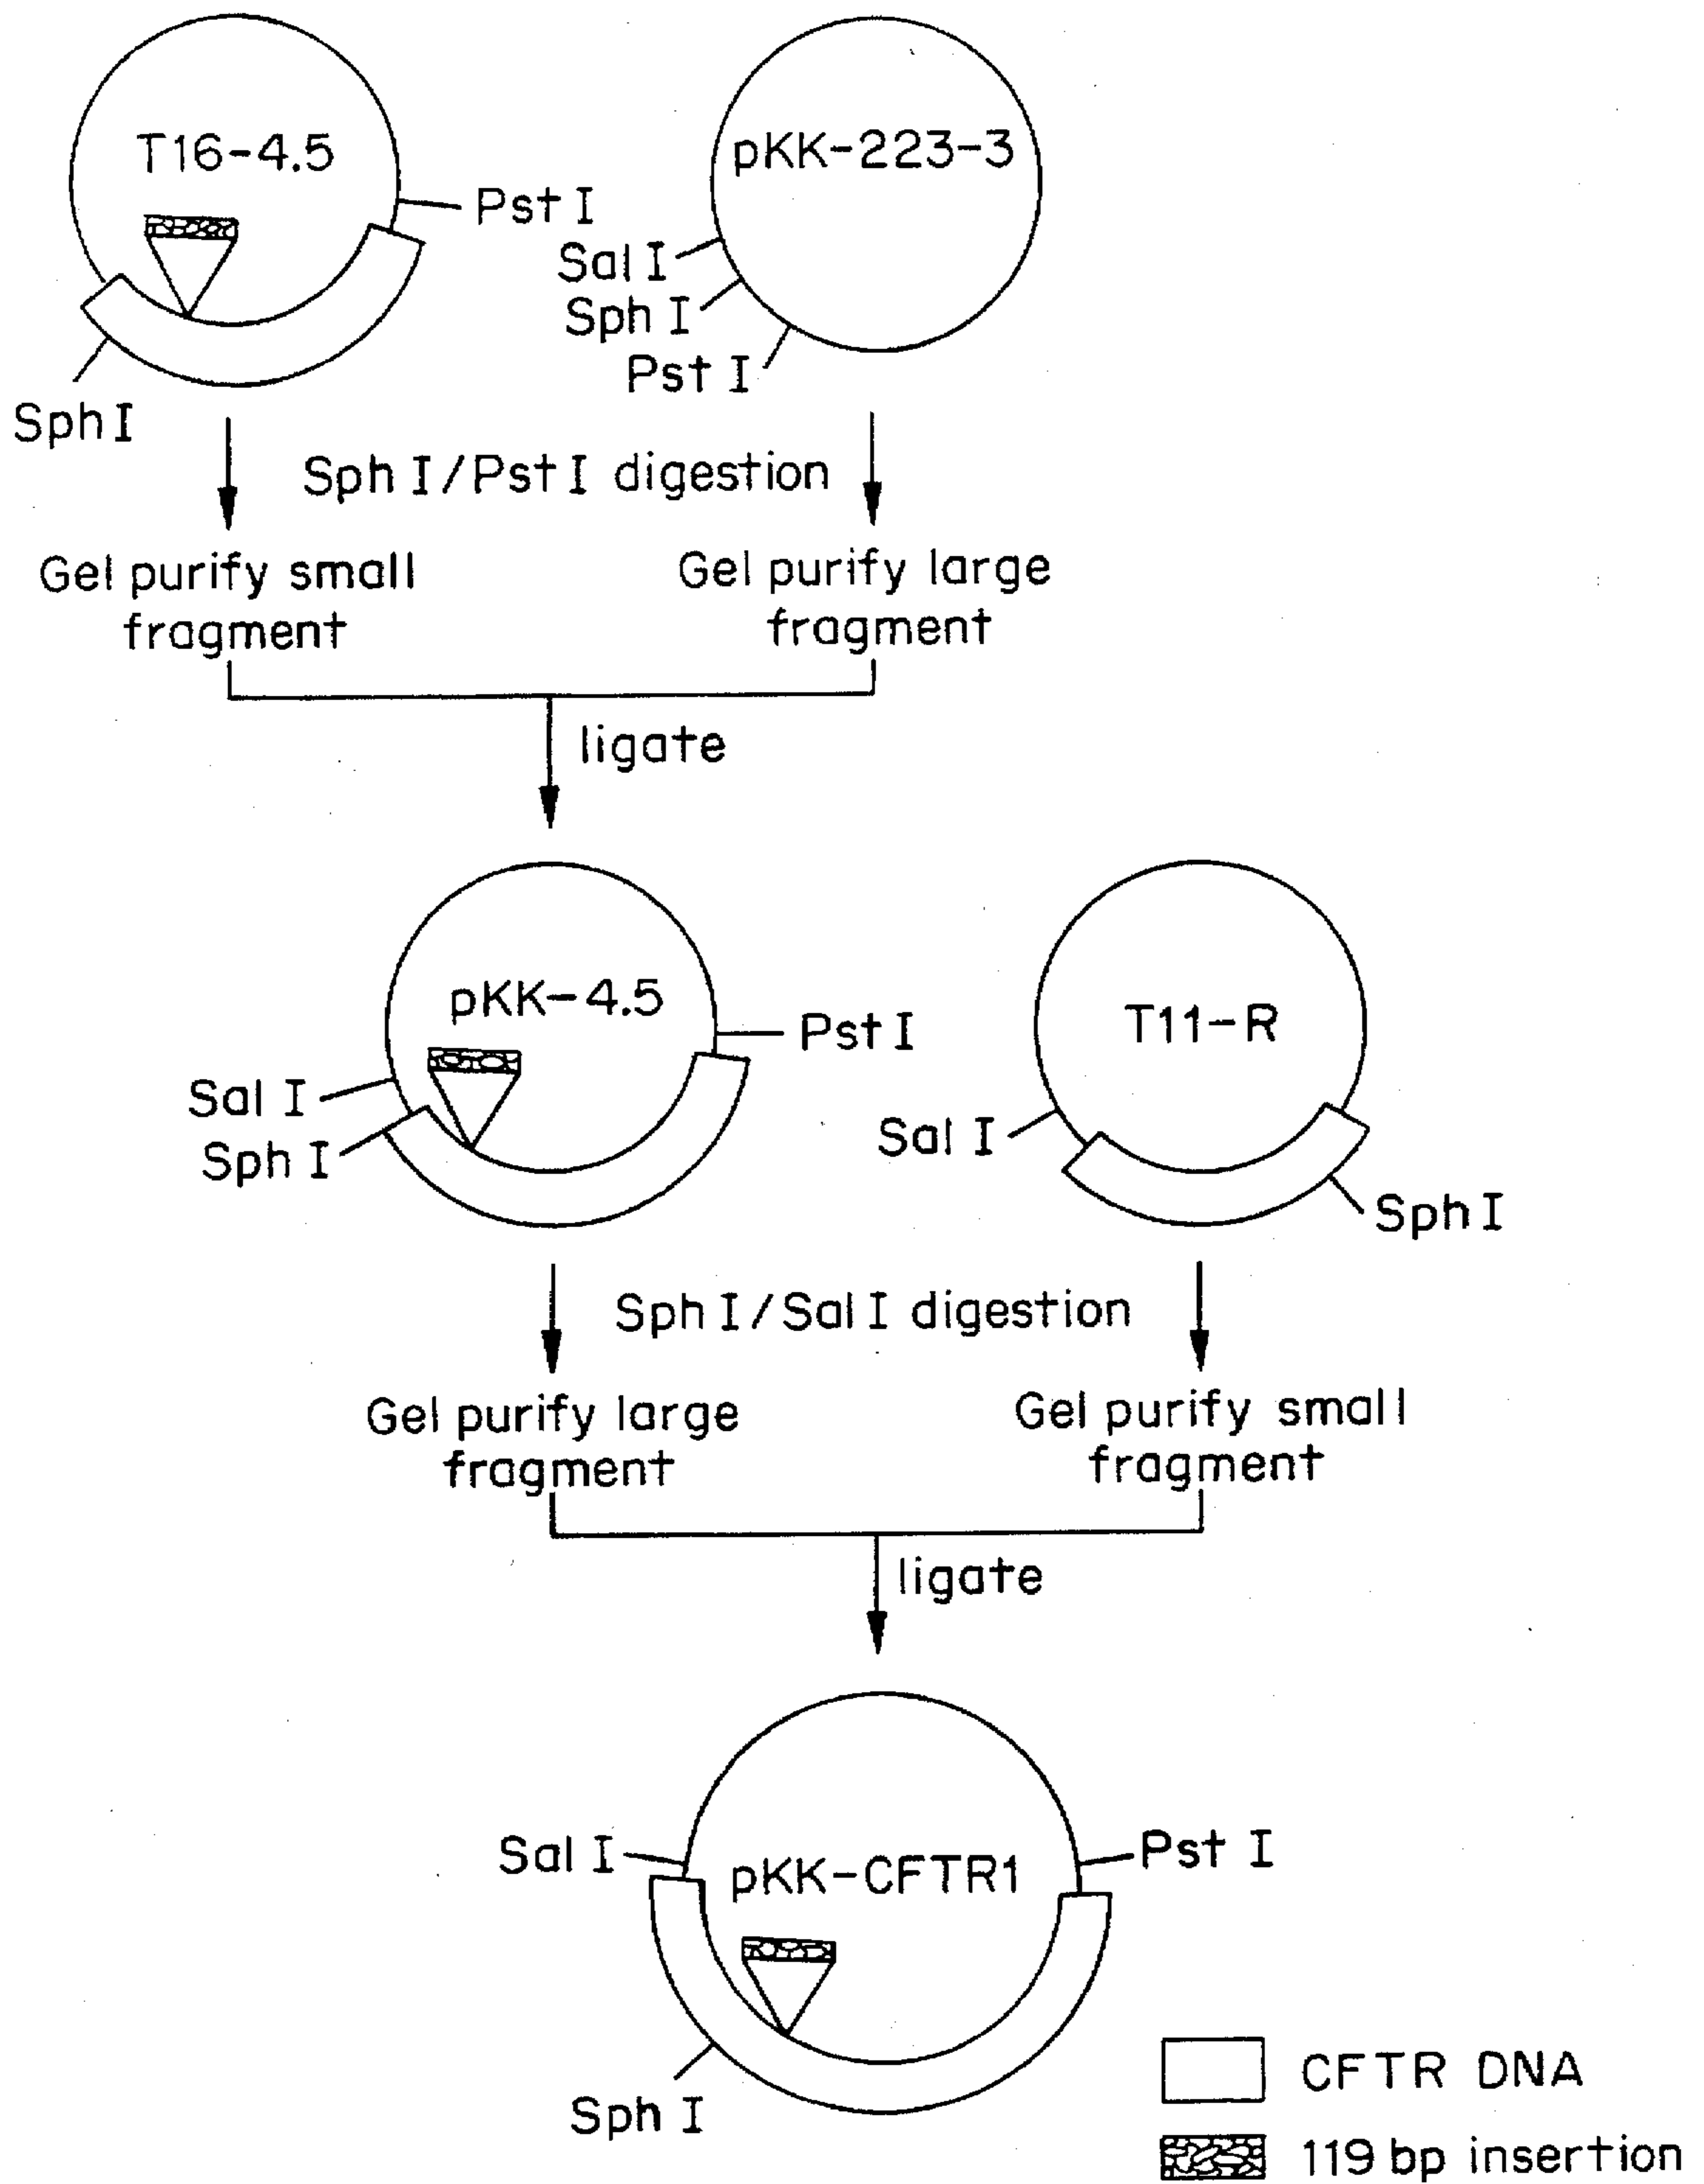 T16-4.5
pKK-223-3
Pst I
Sal I
Sph I
Pst I
Sph I
Sph I/Pst I digestion
Gel purify small
fragment
Gel purify large
fragment
ligate
pKK-4.5
T11-R
Pst I
Sal I
Sph I
Sal I
Sph I
Sph I/Sal I digestion
Gel purify large
fragment
Gel purify small
fragment
ligate
Sal I
pKK-CFTR1
Pst I
Sph I
CFTR DNA
119 bp insertion